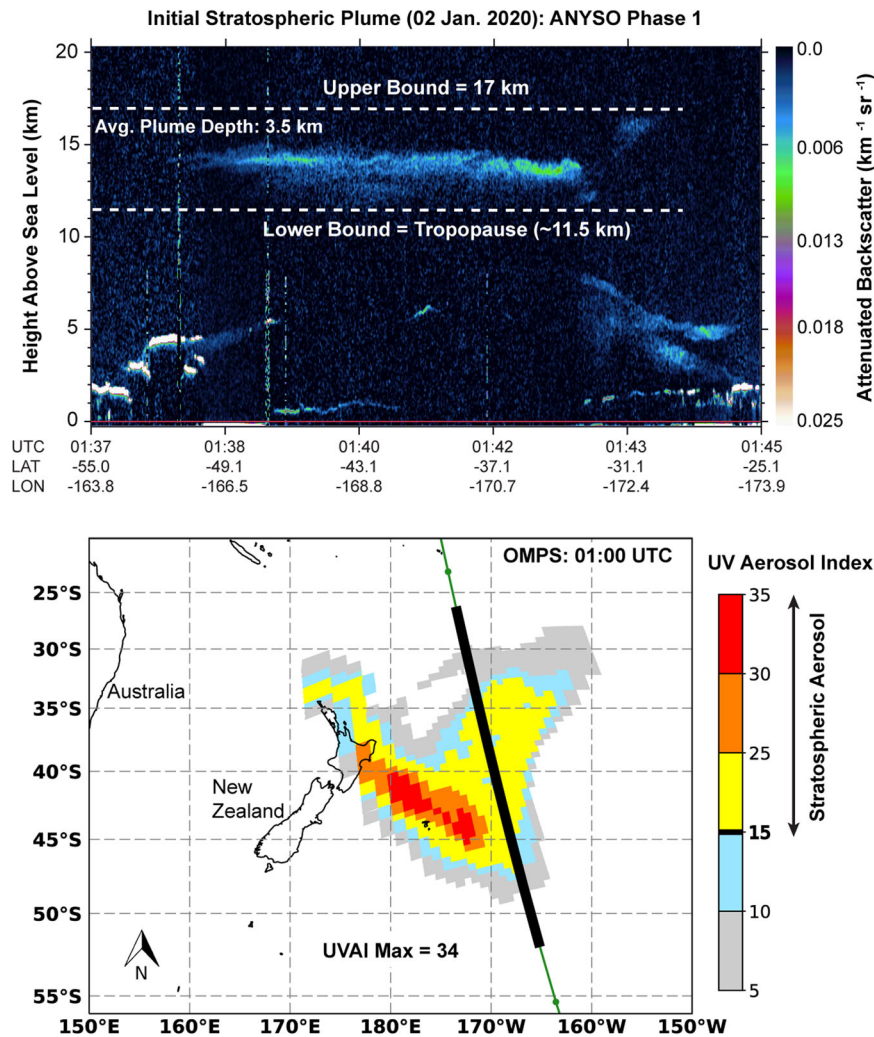 Initial Stratospheric Plume (02 Jan. 2020): ANYSO Phase 1
20
15
10
5
0
Height Above Sea Level (km)
Upper Bound = 17 km
Avg. Plume Depth: 3.5 km
Lower Bound = Tropopause (~11.5 km)
0.0
0.006
0.013
0.018
0.025
Attenuated Backscatter (km⁻¹ sr⁻¹)
UTC 01:37 01:38 01:40 01:42 01:43 01:45
LAT -55.0 -49.1 -43.1 -37.1 -31.1 -25.1
LON -163.8 -166.5 -168.8 -170.7 -172.4 -173.9
OMPS: 01:00 UTC
25°S
30°S
35°S
40°S
45°S
50°S
55°S
Australia
New
Zealand
UVAI Max = 34
N
150°E 160°E 170°E 180°E 170°W 160°W 150°W
UV Aerosol Index
35
30
25
15
10
5
Stratospheric Aerosol